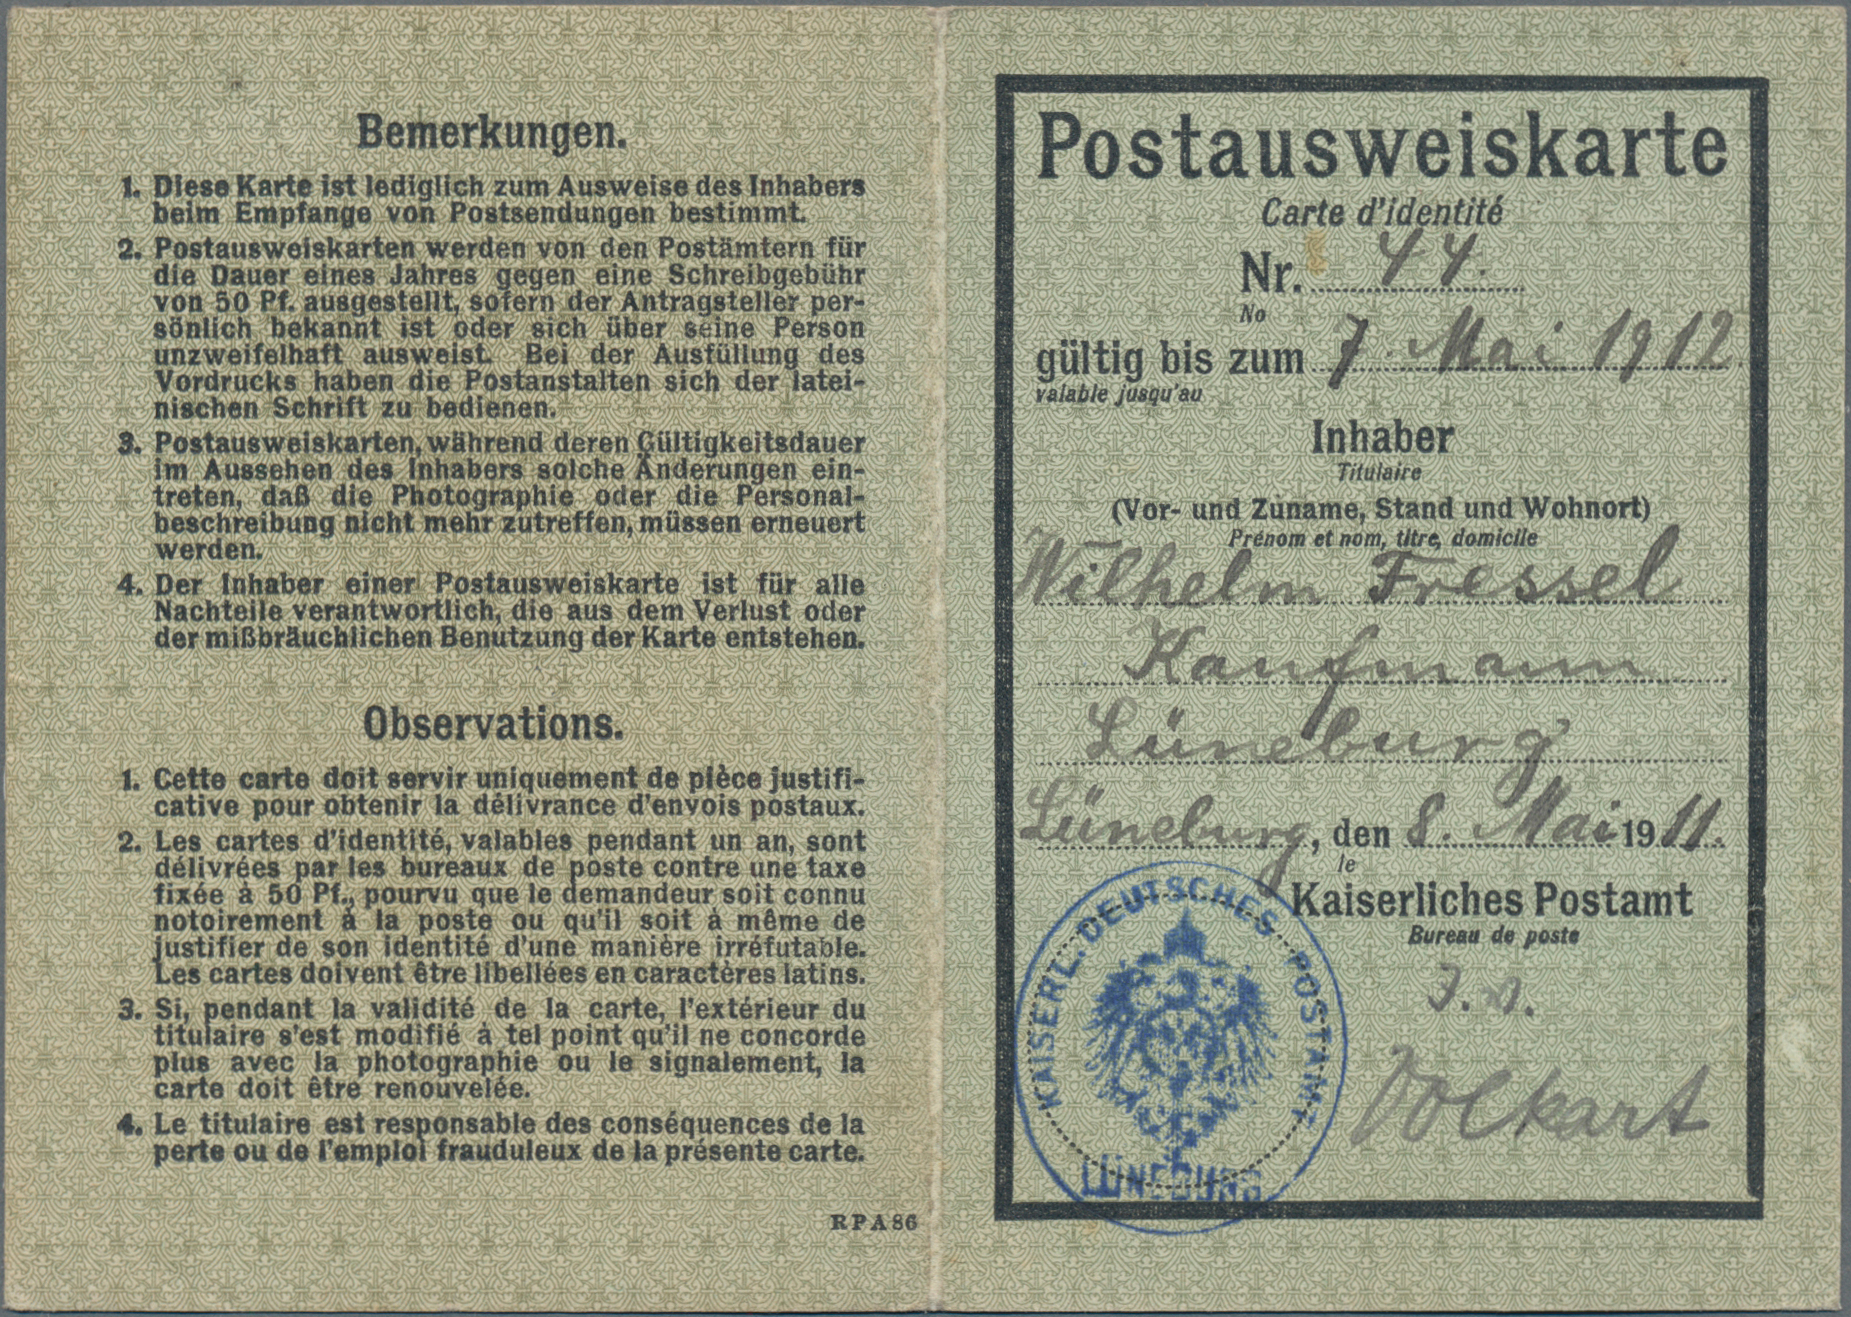 Bemerkungen.
1. Diese Karte ist lediglich zum Ausweise des Inhabers
beim Empfange von Postsendungen bestimmt.
2. Postausweiskarten werden von den Postämtern für
die Dauer eines Jahres gegen eine Schreibgebühr
von 50 Pf. ausgestellt, sofern der Antragsteller per-
sönlich bekannt ist oder sich über seine Person
unzweifelhaft ausweist. Bei der Ausfüllung des
Vordrucks haben die Postanstalten sich der latei-
nischen Schrift zu bedienen.
3. Postausweiskarten, während deren Gültigkeitsdauer
im Aussehen des Inhabers solche Änderungen ein-
treten, daß die Photographie oder die Personal-
beschreibung nicht mehr zutreffen, müssen erneuert
werden.
4. Der Inhaber einer Postausweiskarte ist für alle
Nachteile verantwortlich, die aus dem Verlust oder
der mißbräuchlichen Benutzung der Karte entstehen.
Observations.
1. Cette carte doit servir uniquement de pièce justifi-
cative pour obtenir la délivrance d'envois postaux.
2. Les cartes d'identité, valables pendant un an, sont
délivrées par les bureaux de poste contre une taxe
fixée à 50 Pf., pourvu que le demandeur soit connu
notoirement à la poste ou qu'il soit à même de
justifier de son identité d'une manière irréfutable.
Les cartes doivent être libellées en caractères latins.
3. Si, pendant la validité de la carte, l'extérieur du
titulaire s'est modifié à tel point qu'il ne concorde
plus avec la photographie ou le signalement, la
carte doit être renouvelée.
4. Le titulaire est responsable des conséquences de la
perte ou de l'emploi frauduleux de la présente carte.
RPA 86
Postausweiskarte
Carte d'identité
Nr. 44.
No
gültig bis zum 7. Mai 1912
valable jusqu'au
Inhaber
Titulaire
(Vor- und Zuname, Stand und Wohnort)
Prénom et nom, titre, domicile
Wilhelm Fressel
Kaufmann
Lüneburg
Lüneburg, den 8. Mai 1911.
le
Kaiserliches Postamt
Bureau de poste
I. V.
Volkart
KAISERL. DEUTSCHES POSTAMT
LÜNEBURG